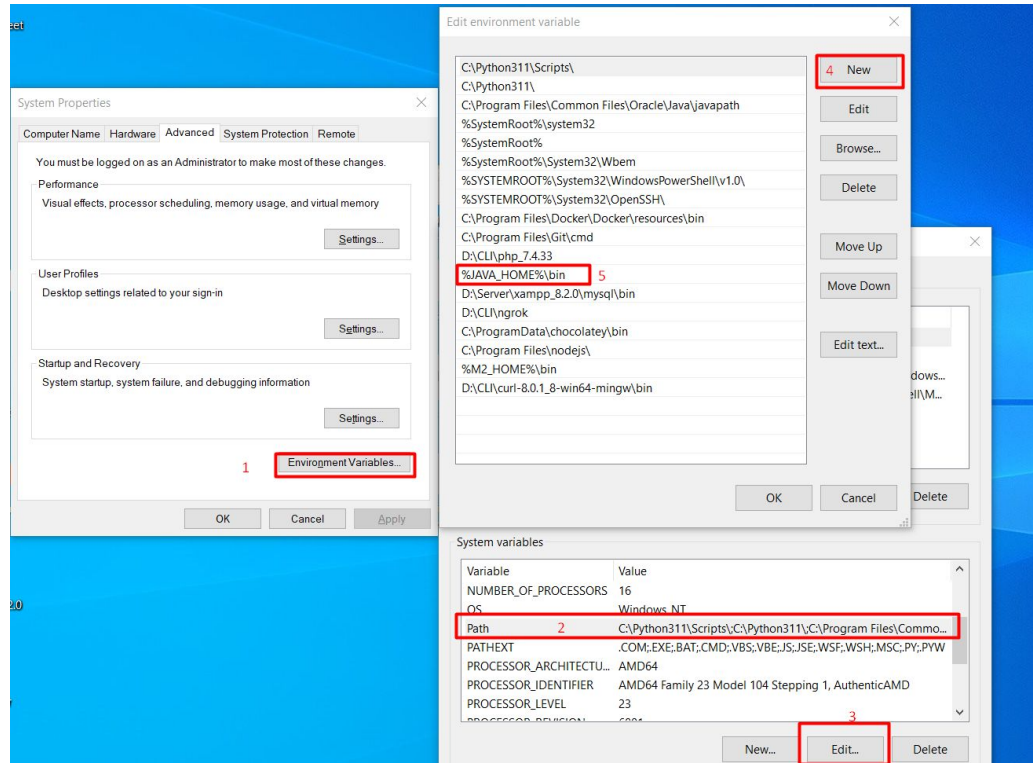 eet
System Properties
Computer Name Hardware Advanced System Protection Remote
You must be logged on as an Administrator to make most of these changes.
Performance
Visual effects, processor scheduling, memory usage, and virtual memory
Settings...
User Profiles
Desktop settings related to your sign-in
Settings...
Startup and Recovery
System startup, system failure, and debugging information
Settings...
1 Environment Variables...
OK Cancel Apply
2.0
Edit environment variable
C:\Python311\Scripts\
C:\Python311\
C:\Program Files\Common Files\Oracle\Java\javapath
%SystemRoot%\system32
%SystemRoot%
%SystemRoot%\System32\Wbem
%SYSTEMROOT%\System32\WindowsPowerShell\v1.0\
%SYSTEMROOT%\System32\OpenSSH\
C:\Program Files\Docker\Docker\resources\bin
C:\Program Files\Git\cmd
D:\CLI\php_7.4.33
%JAVA_HOME%\bin 5
D:\Server\xampp_8.2.0\mysql\bin
D:\CLI\ngrok
C:\ProgramData\chocolatey\bin
C:\Program Files\nodejs\
%M2_HOME%\bin
D:\CLI\curl-8.0.1_8-win64-mingw\bin
4 New
Edit
Browse...
Delete
Move Up
Move Down
Edit text...
OK Cancel
dows...
ell\M...
Delete
System variables
Variable Value
NUMBER_OF_PROCESSORS 16
OS Windows_NT
Path 2 C:\Python311\Scripts\;C:\Python311\;C:\Program Files\Commo...
PATHEXT .COM;.EXE;.BAT;.CMD;.VBS;.VBE;.JS;.JSE;.WSF;.WSH;.MSC;.PY;.PYW
PROCESSOR_ARCHITECTU... AMD64
PROCESSOR_IDENTIFIER AMD64 Family 23 Model 104 Stepping 1, AuthenticAMD
PROCESSOR_LEVEL 23
PROCESSOR_REVISION 6801
3
New... Edit... Delete